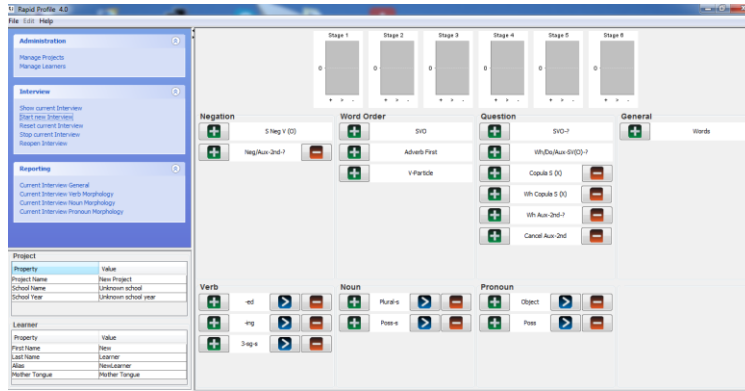 Rapid Profile 4.0
File Edit Help
Administration
Manage Projects
Manage Learners
Interview
Show current Interview
Start new Interview
Reset current Interview
Stop current Interview
Reopen Interview
Reporting
Current Interview General
Current Interview Verb Morphology
Current Interview Noun Morphology
Current Interview Pronoun Morphology
Project
Property Value
Project Name New Project
School Name Unknown school
School Year Unknown school year
Learner
Property Value
First Name New
Last Name Learner
Alias NewLearner
Mother Tongue Mother Tongue
Stage 1 Stage 2 Stage 3 Stage 4 Stage 5 Stage 6
0 0 0 0 0 0
+ > - + > - + > - + > - + > - + > -
Negation
S Neg V (O)
Neg/Aux-2nd-?
Word Order
SVO
Adverb First
V-Particle
Question
SVO-?
Wh/Do/Aux-SV(O)-?
Copula S (X)
Wh Copula S (X)
Wh Aux-2nd-?
Cancel Aux-2nd
General
Words
Verb
-ed
-ing
3-sg-s
Noun
Plural-s
Poss-s
Pronoun
Object
Poss